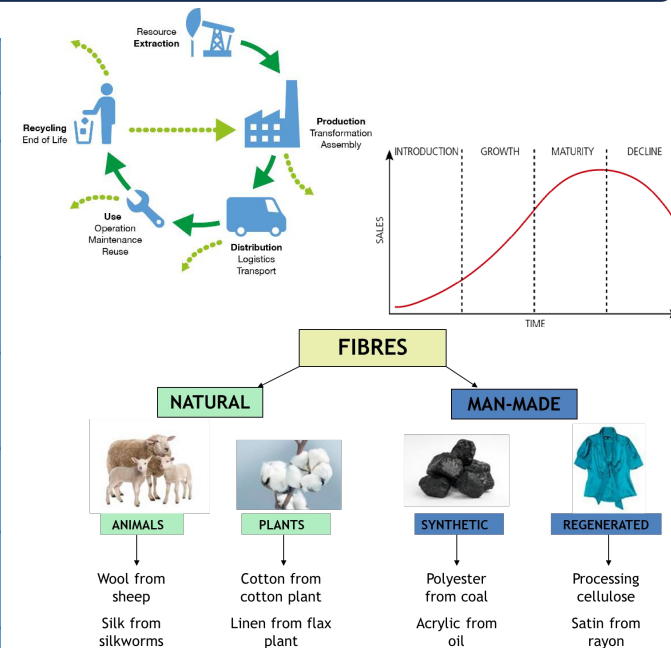 Resource
Extraction
Production
Transformation
Assembly
Recycling
End of Life
Use
Operation
Maintenance
Reuse
Distribution
Logistics
Transport
INTRODUCTION
GROWTH
MATURITY
DECLINE
SALES
TIME
FIBRES
NATURAL
MAN-MADE
ANIMALS
PLANTS
SYNTHETIC
REGENERATED
Wool from
sheep
Silk from
silkworms
Cotton from
cotton plant
Linen from flax
plant
Polyester
from coal
Acrylic from
oil
Processing
cellulose
Satin from
rayon